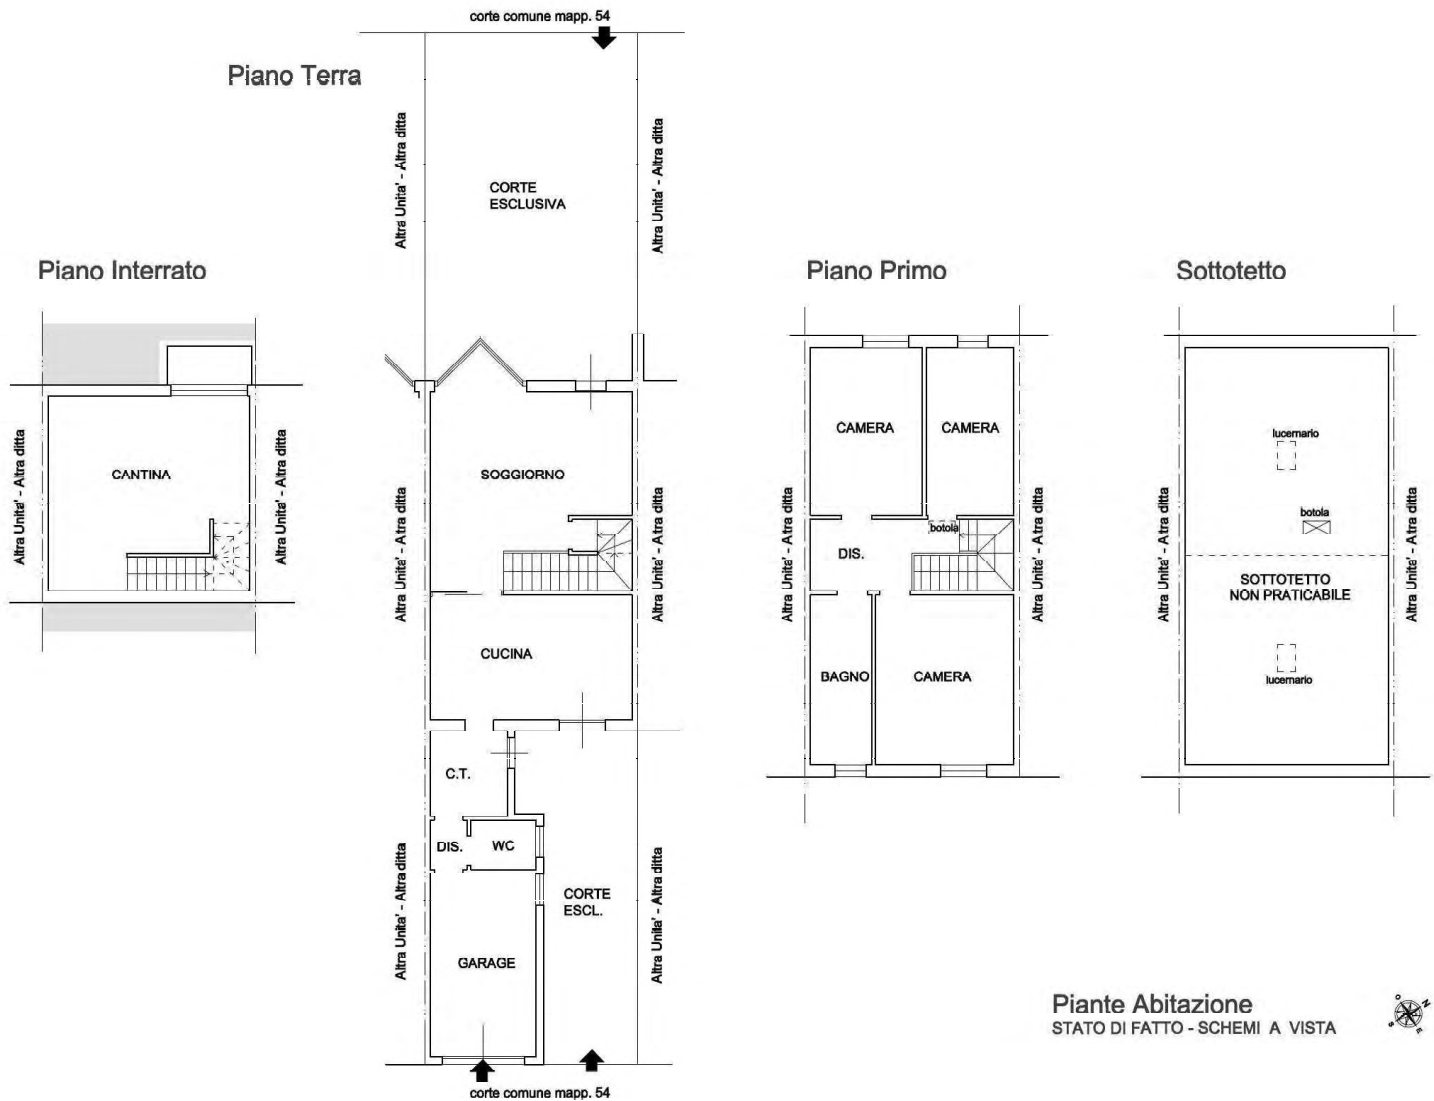 corte comune mapp. 54
Piano Terra
Altra Unita' - Altra ditta
Altra Unita' - Altra ditta
CORTE
ESCLUSIVA
Piano Interrato
Altra Unita' - Altra ditta
CANTINA
Altra Unita' - Altra ditta
SOGGIORNO
Altra Unita' - Altra ditta
Altra Unita' - Altra ditta
CUCINA
C.T.
DIS.
WC
Altra Unita' - Altra ditta
CORTE
ESCL.
Altra Unita' - Altra ditta
GARAGE
corte comune mapp. 54
Piano Primo
CAMERA
CAMERA
Altra Unita' - Altra ditta
botola
DIS.
Altra Unita' - Altra ditta
BAGNO
CAMERA
Sottotetto
lucernario
botola
Altra Unita' - Altra ditta
SOTTOTETTO
NON PRATICABILE
Altra Unita' - Altra ditta
lucernario
Piante Abitazione
STATO DI FATTO - SCHEMI A VISTA
O
N
S
E